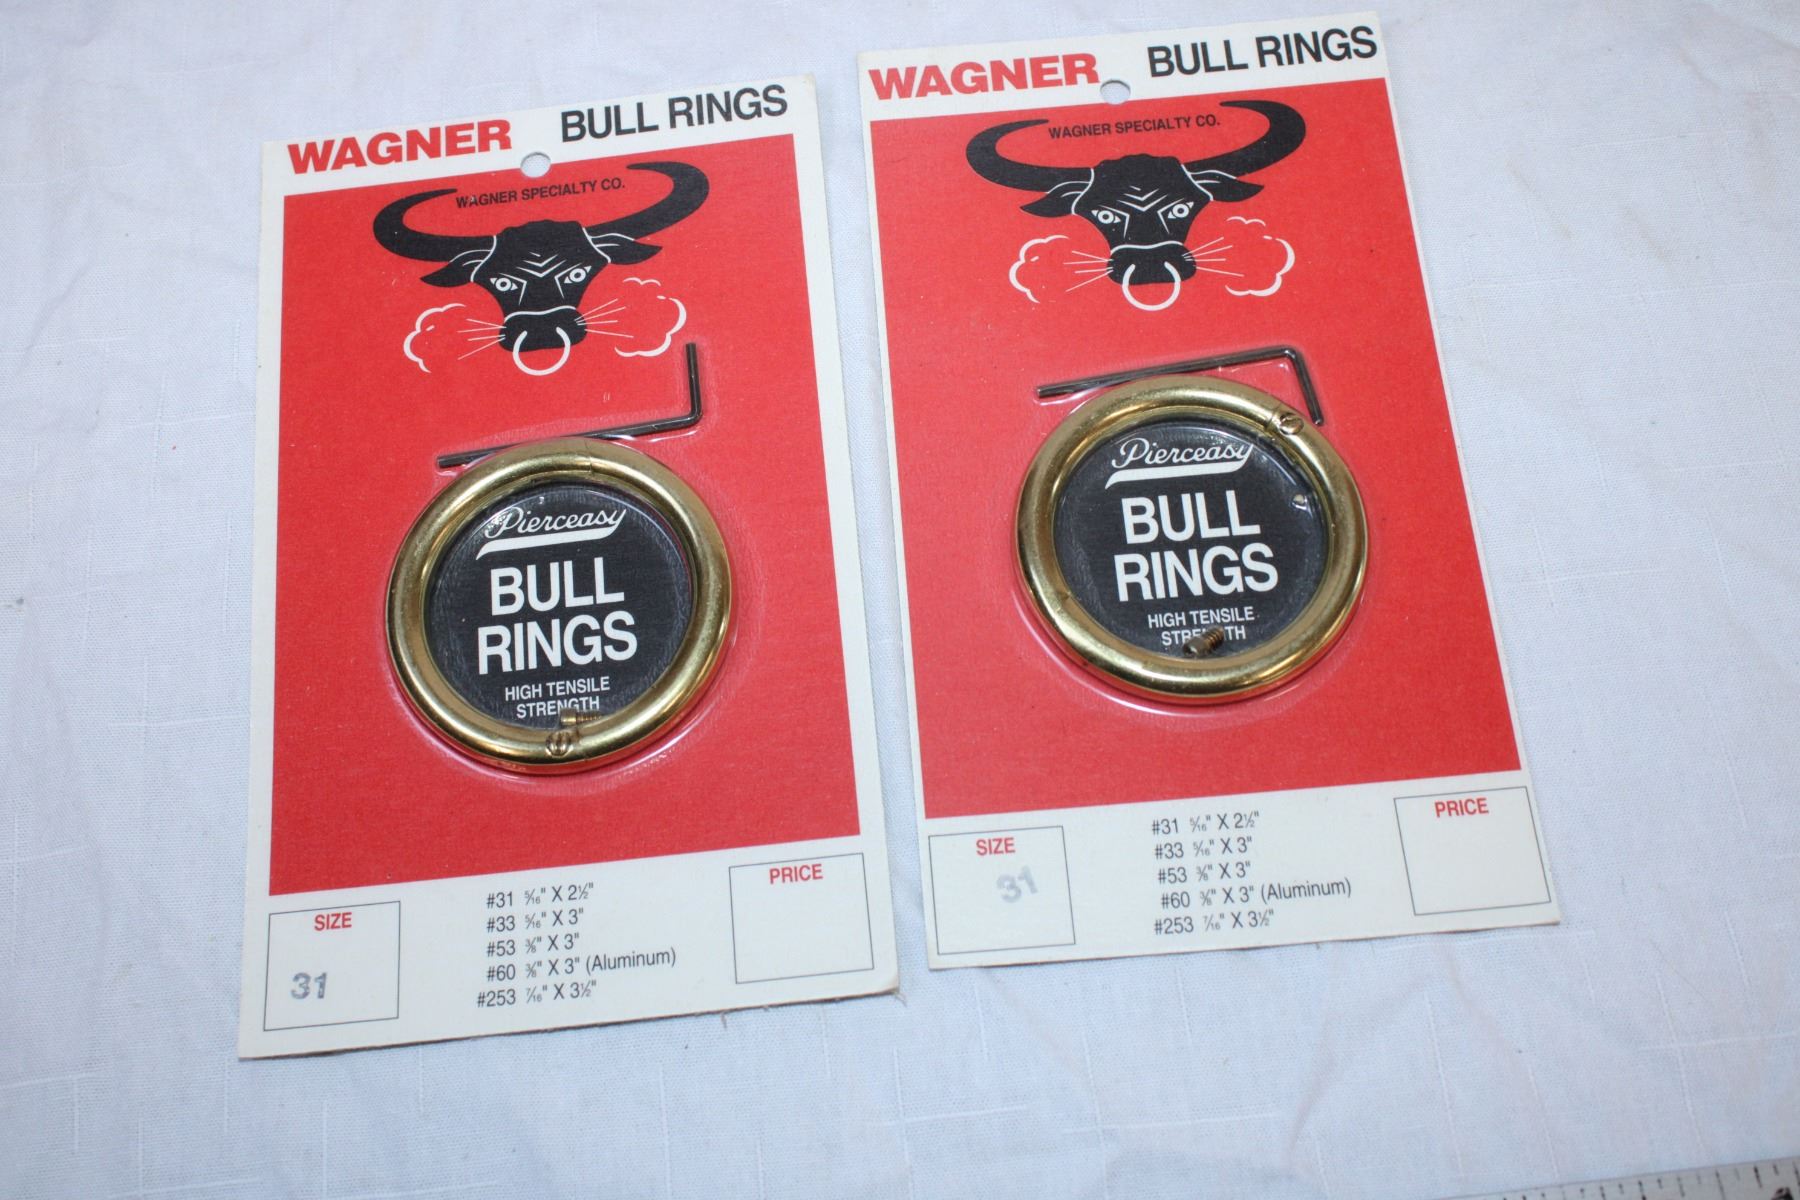 WAGNER BULL RINGS
WAGNER SPECIALTY CO.
Pierceasy
BULL
RINGS
HIGH TENSILE
STRENGTH
SIZE
31
#31 5/16" X 2½"
#33 5/16" X 3"
#53 3/8" X 3"
#60 3/8" X 3" (Aluminum)
#253 7/16" X 3½"
PRICE
WAGNER BULL RINGS
WAGNER SPECIALTY CO.
Pierceasy
BULL
RINGS
HIGH TENSILE
STRENGTH
SIZE
31
#31 5/16" X 2½"
#33 5/16" X 3"
#53 3/8" X 3"
#60 3/8" X 3" (Aluminum)
#253 7/16" X 3½"
PRICE